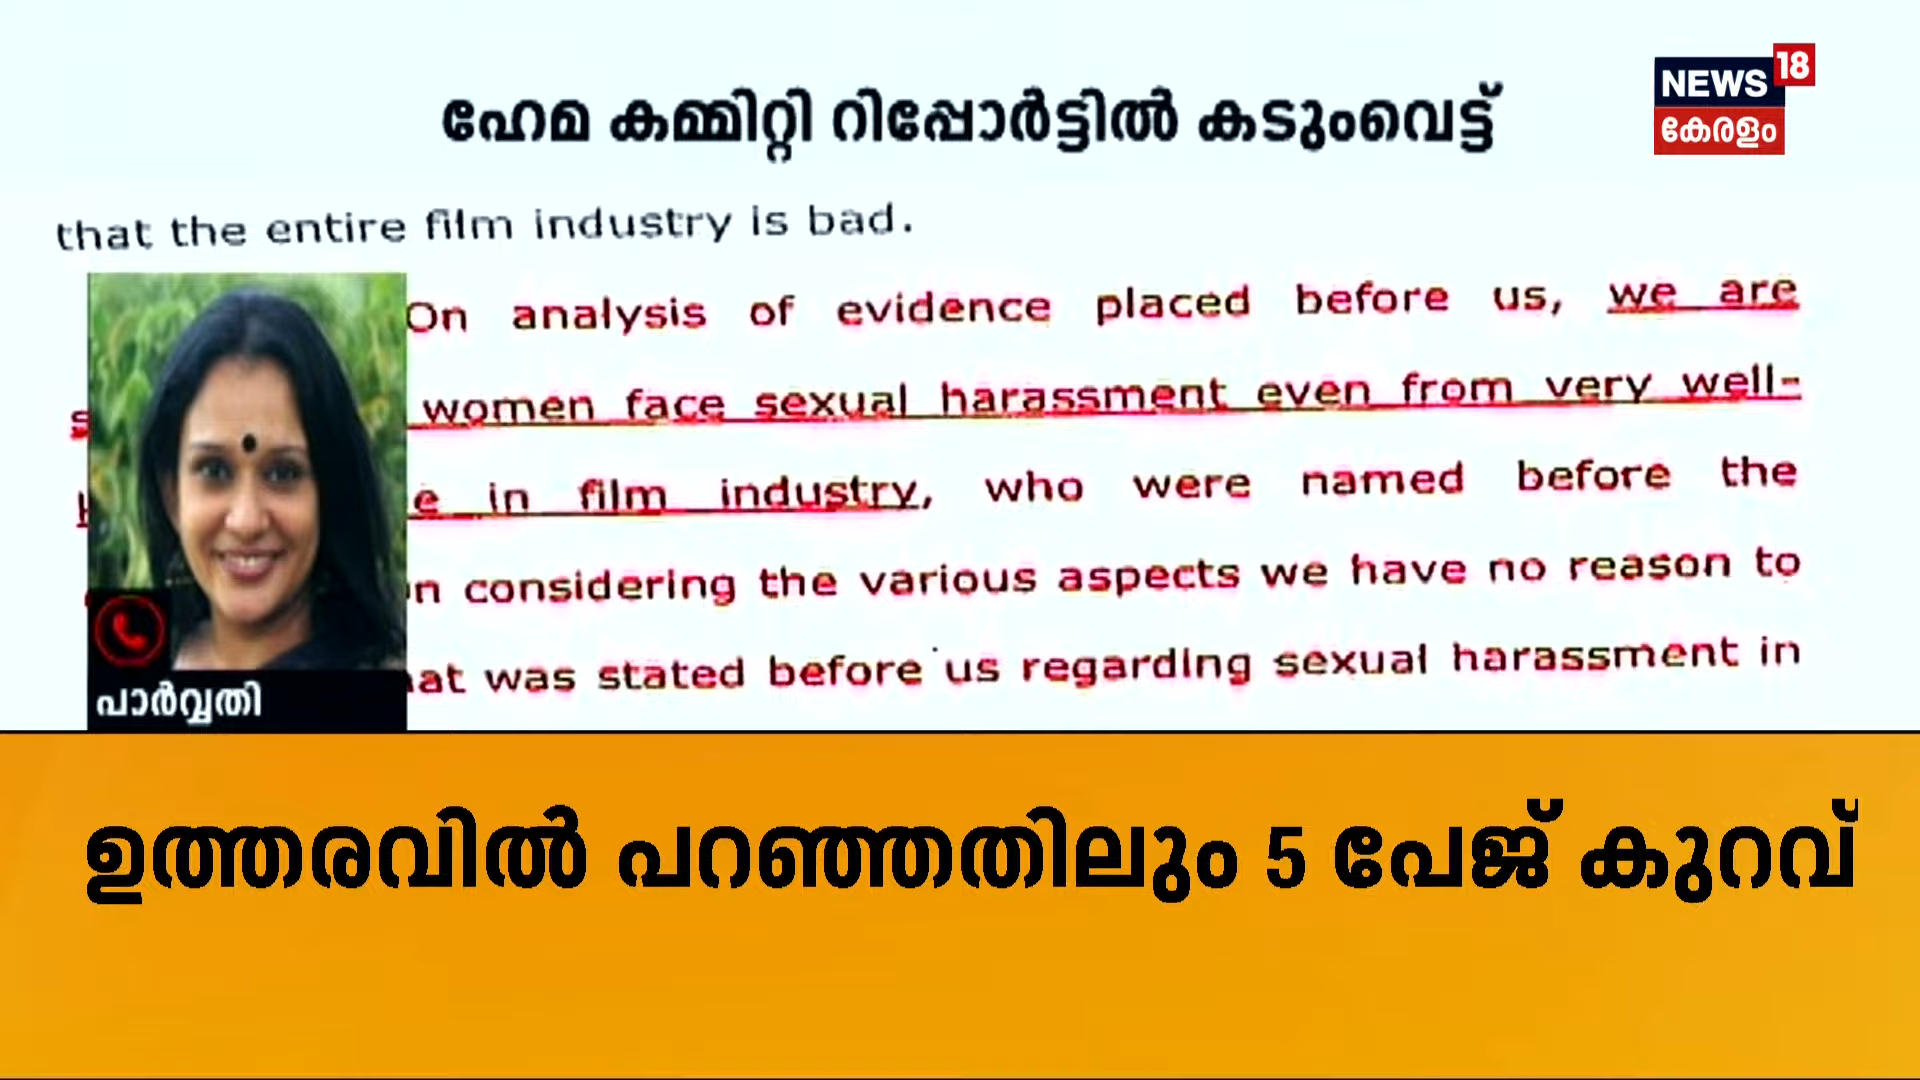 ഹേമ കമ്മിറ്റി റിപ്പോർട്ടിൽ കടുംവെട്ട്
NEWS 18
കേരളം
that the entire film industry is bad.
On analysis of evidence placed before us, we are
women face sexual harassment even from very well-
in film industry, who were named before the
considering the various aspects we have no reason to
was stated before us regarding sexual harassment in
പാർവ്വതി
ഉത്തരവിൽ പറഞ്ഞതിലും 5 പേജ് കുറവ്